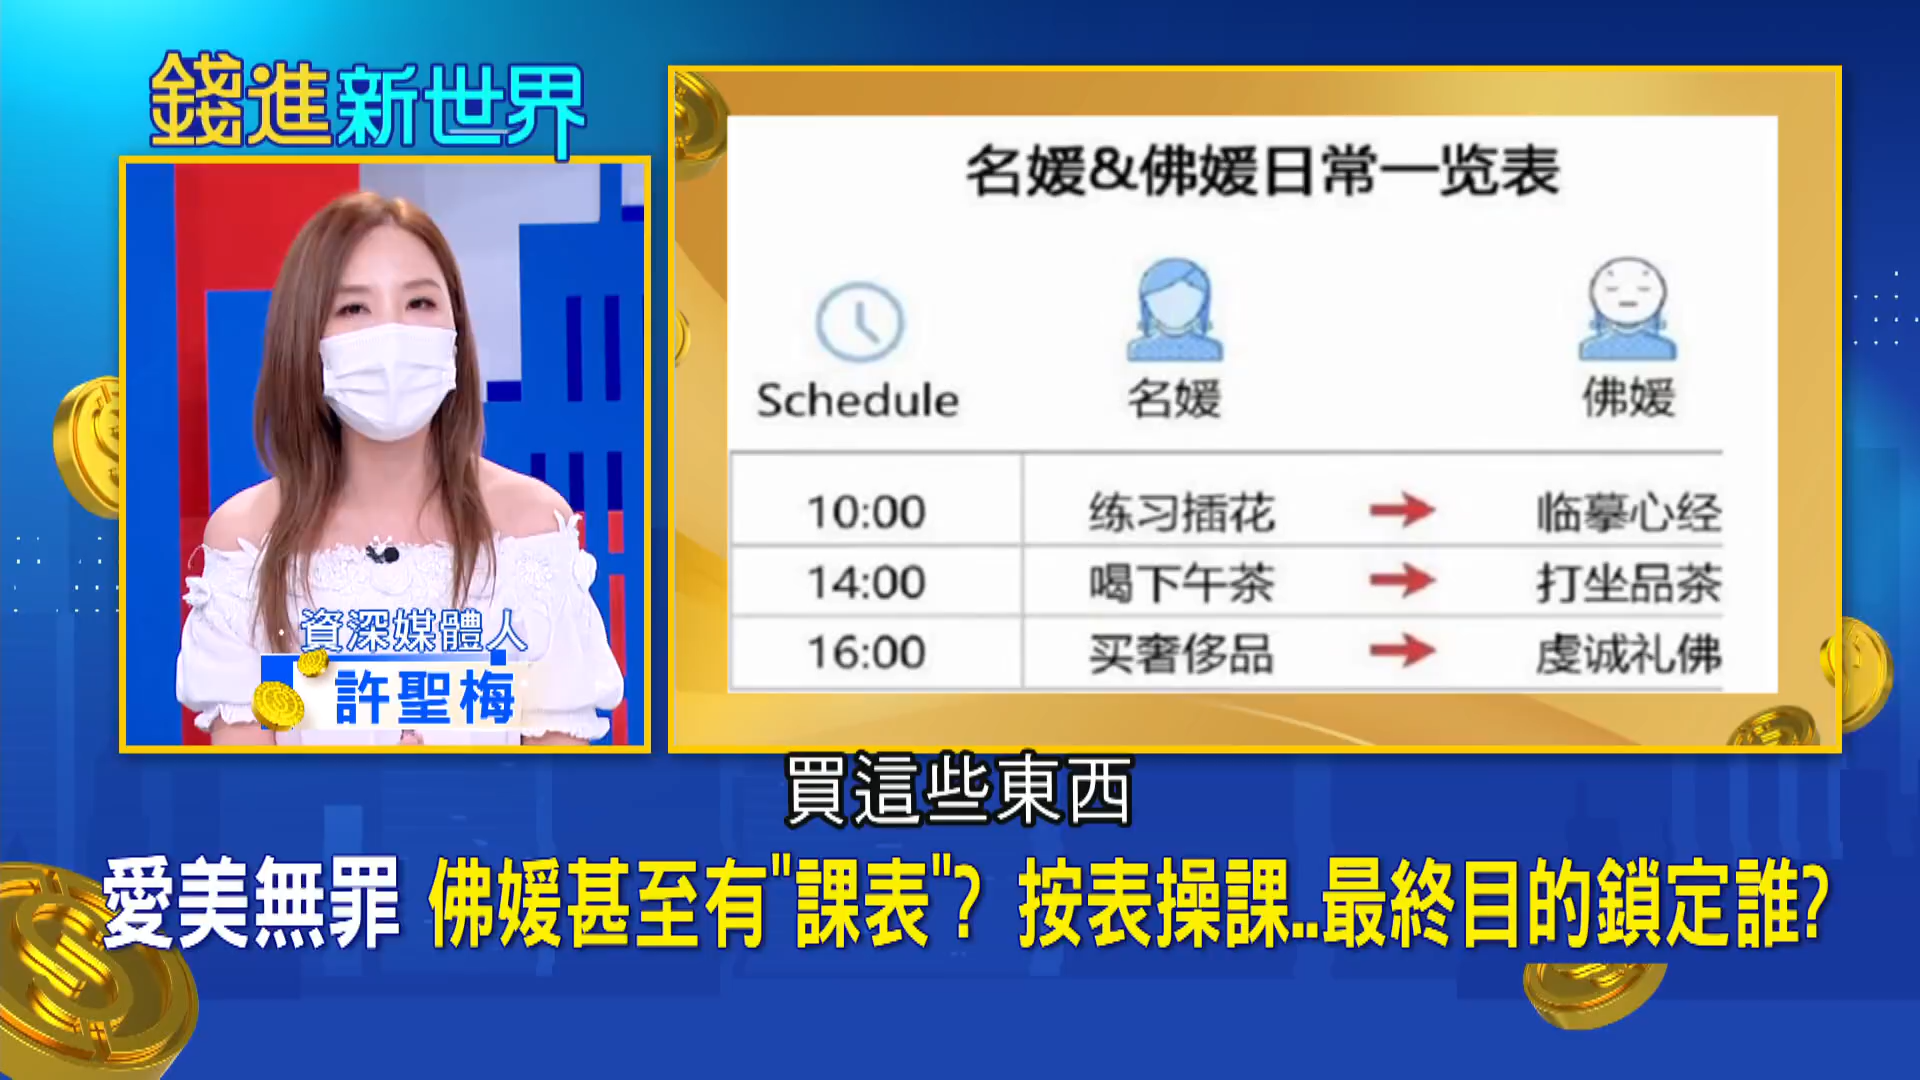 錢進新世界
名媛&佛媛日常一览表
Schedule 名媛 佛媛
10:00 练习插花 → 临摹心经
14:00 喝下午茶 → 打坐品茶
16:00 买奢侈品 → 虔诚礼佛
資深媒體人
許聖梅
買這些東西
愛美無罪 佛媛甚至有"課表"? 按表操課..最終目的鎖定誰?